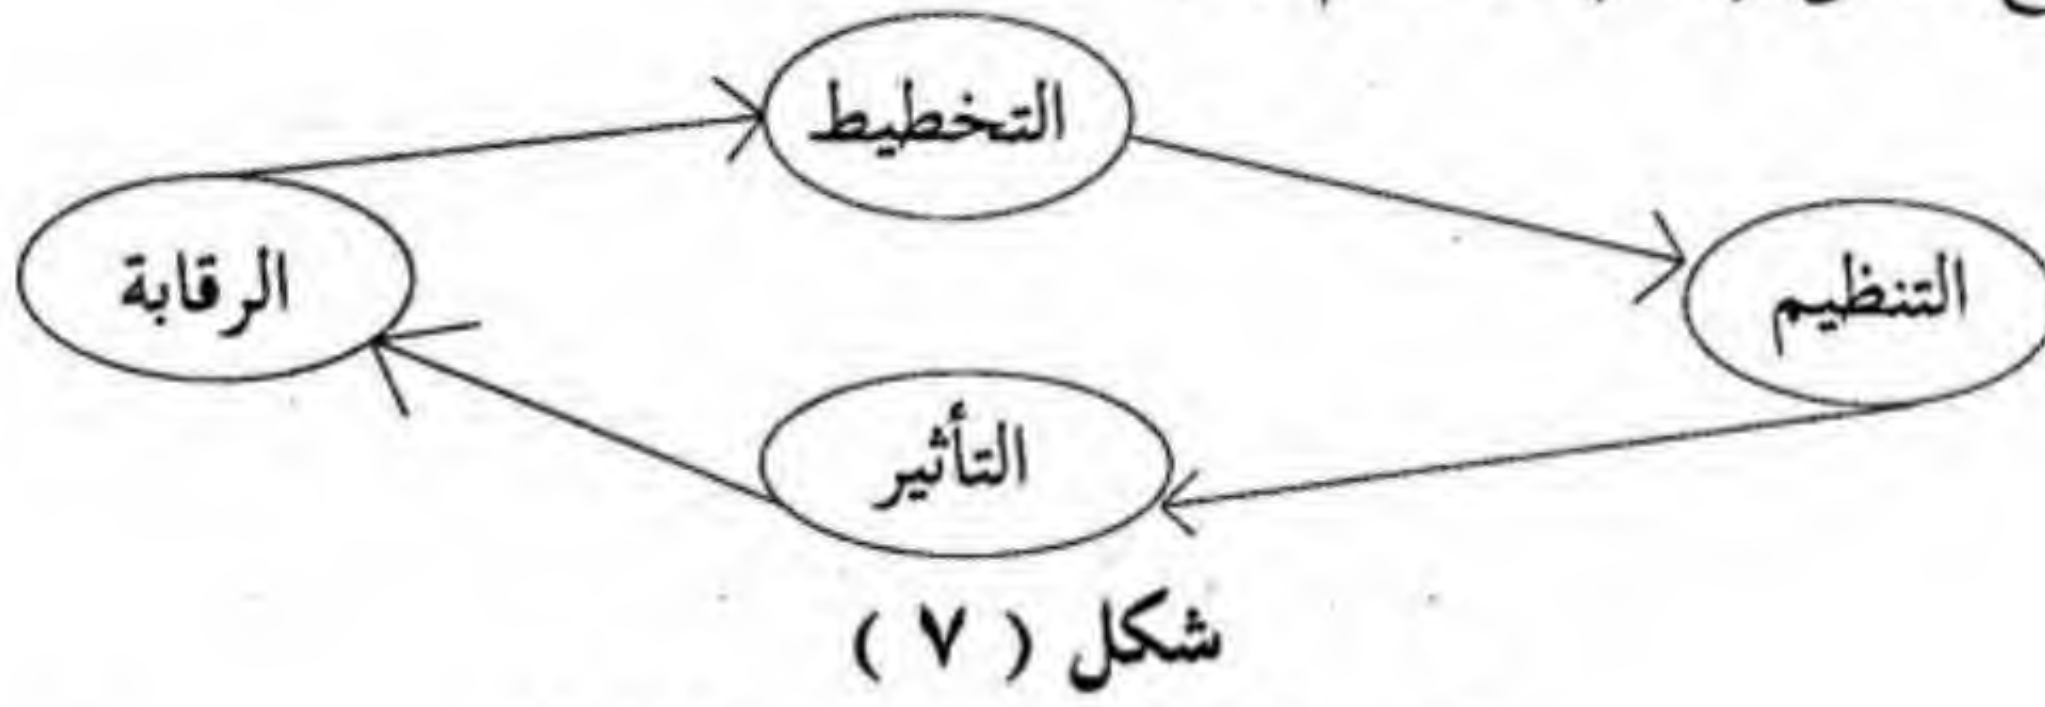 التخطيط
التنظيم
الرقابة
التأثير
شكل ( ٧ )